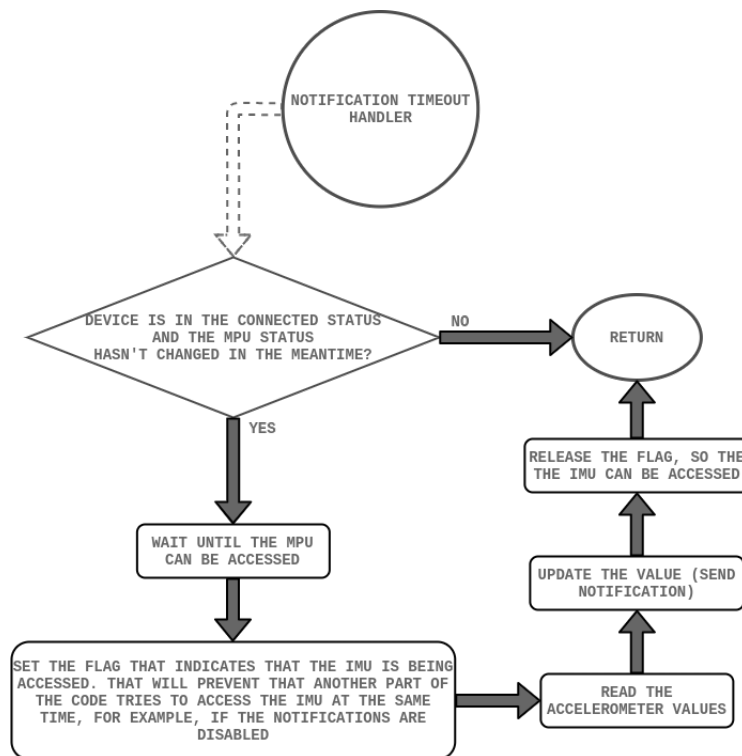 NOTIFICATION TIMEOUT
HANDLER
DEVICE IS IN THE CONNECTED STATUS
AND THE MPU STATUS
HASN'T CHANGED IN THE MEANTIME?
NO
RETURN
YES
WAIT UNTIL THE MPU
CAN BE ACCESSED
SET THE FLAG THAT INDICATES THAT THE IMU IS BEING
ACCESSED. THAT WILL PREVENT THAT ANOTHER PART OF
THE CODE TRIES TO ACCESS THE IMU AT THE SAME
TIME, FOR EXAMPLE, IF THE NOTIFICATIONS ARE
DISABLED
READ THE
ACCELEROMETER VALUES
UPDATE THE VALUE (SEND
NOTIFICATION)
RELEASE THE FLAG, SO THE
THE IMU CAN BE ACCESSED